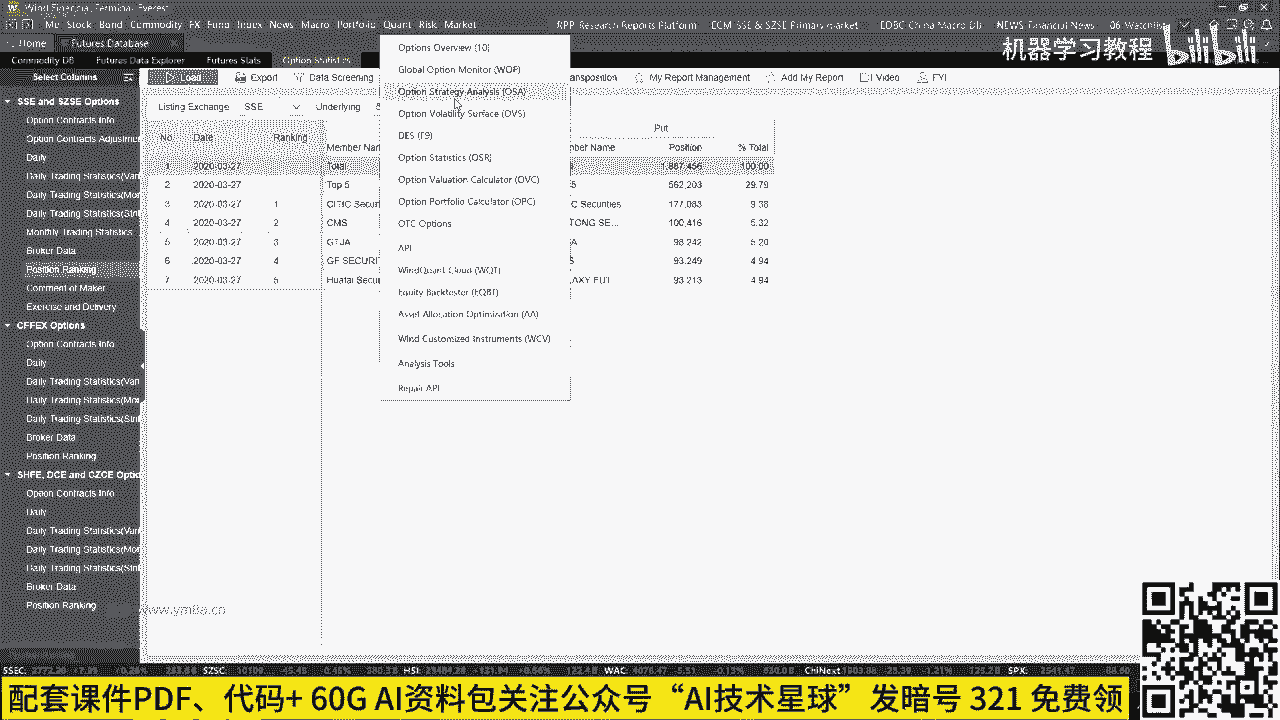 Wind Financial Terminal Everest
My Stock Bond Commodity FX Fund Index News Macro Portfolio Quant Risk Market
RPP Research Reports Platform ECM SSE & SZSE Primary market EDBC China Macro DB NEWS Financial News 06 Watchlist
Home Futures Database
Commodity DB Futures Data Explorer Futures Stats Option Statistics
机器学习教程 bilibili
Select Columns
Load Export Data Screening My Report Management Add My Report Video FYI
Listing Exchange SSE Underlying
SSE and SZSE Options
Option Contracts Info
Option Contracts Adjustmen
Daily
Daily Trading Statistics(Vari
Daily Trading Statistics(Mon
Daily Trading Statistics(Stri
Monthly Trading Statistics
Broker Data
Position Ranking
Comment of Maker
Exercise and Delivery
CFFEX Options
Option Contracts Info
Daily
Daily Trading Statistics(Vari
Daily Trading Statistics(Mon
Daily Trading Statistics(Stri
Broker Data
Position Ranking
SHFE, DCE and CZCE Optio
Option Contracts Info
Daily
Daily Trading Statistics(Vari
Daily Trading Statistics(Mon
Daily Trading Statistics(Stri
Broker Data
Position Ranking
No. Date Ranking Put
Member Nam ber Name Position % Total
1 2020-03-27 Total 1,887,456 100.00
2 2020-03-27 Top 5 5 562,203 29.79
3 2020-03-27 1 CITIC Securi C Securities 177,083 9.38
4 2020-03-27 2 CMS TONG SE... 100,416 5.32
5 2020-03-27 3 GTJA A 98,242 5.20
6 2020-03-27 4 GF SECURI S 93,249 4.94
7 2020-03-27 5 Huatai Secur AXY FUT 93,213 4.94
Options Overview (10)
Global Option Monitor (WOP)
Option Strategy Analysis (OSA)
Option Volatility Surface (OVS)
DES (F9)
Option Statistics (OSR)
Option Valuation Calculator (OVC)
Option Portfolio Calculator (OPC)
OTC Options
API
WindQuant Cloud (WQT)
Equity Backtester (EQBT)
Asset Allocation Optimization (AA)
Wind Customized Instruments (WCV)
Analysis Tools
Repair API
SSEC SZSC HSI WAC ChiNext SPX
配套课件PDF、代码+ 60G AI资料包关注公众号“AI技术星球”发暗号 321 免费领